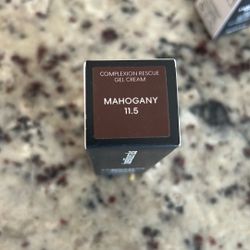 COMPLEXION RESCUE
GEL CREAM
MAHOGANY
11.5